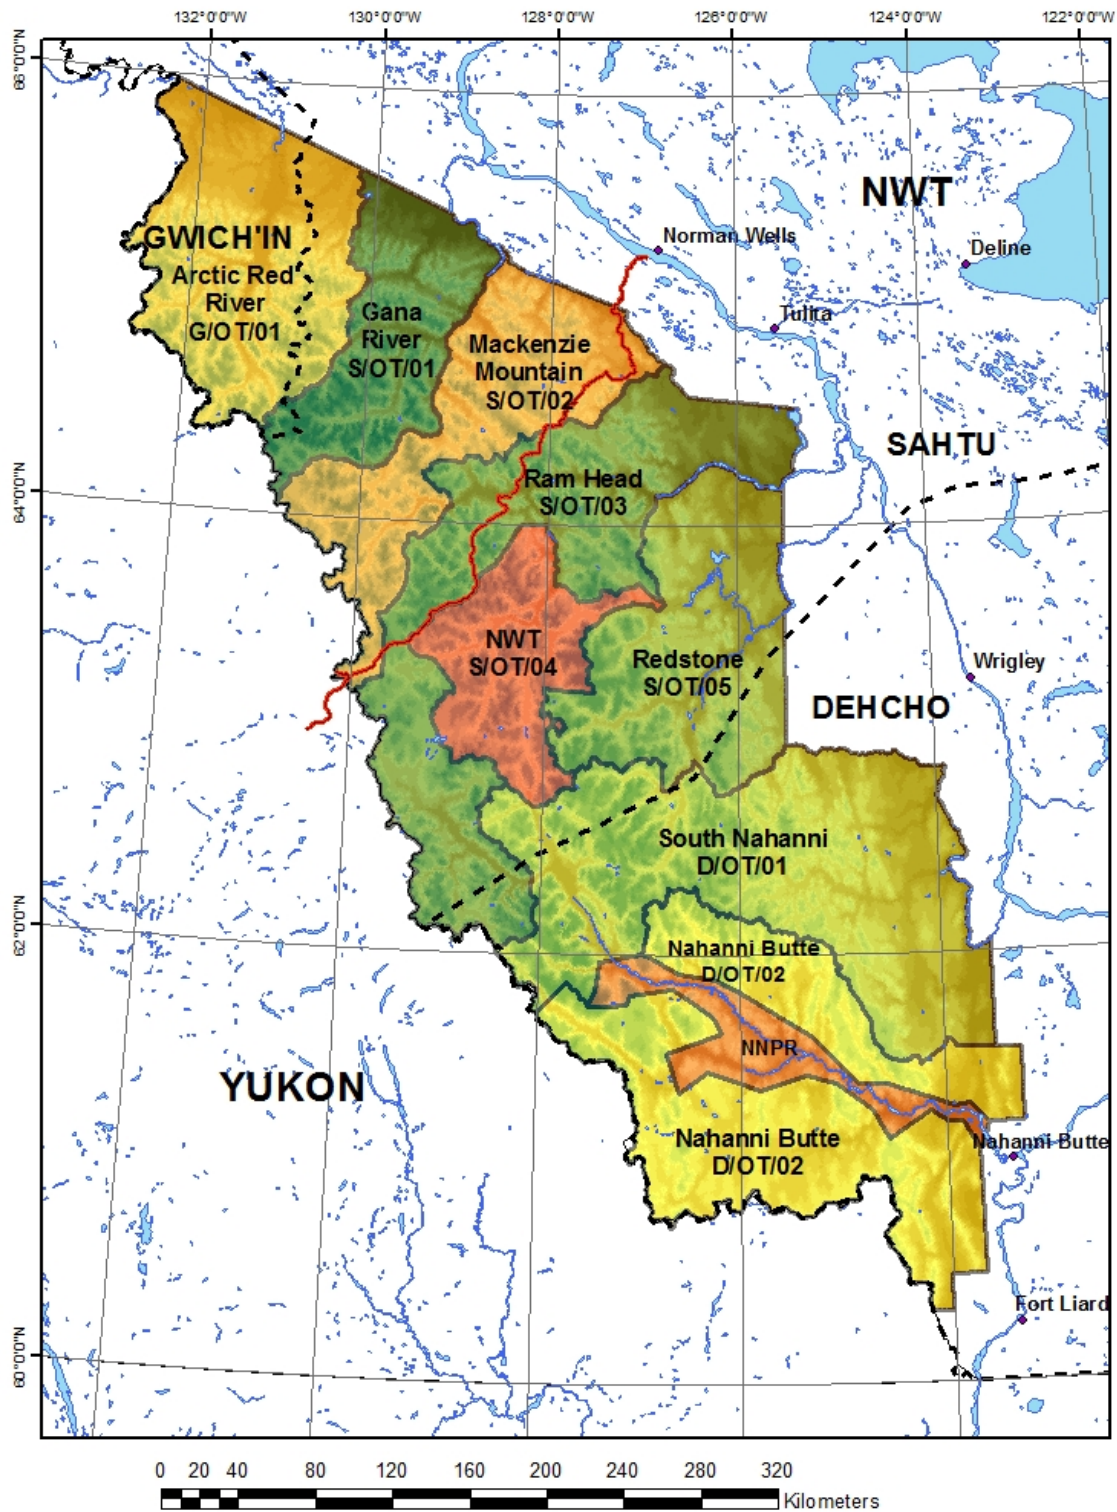 132°0'0"W 130°0'0"W 128°0'0"W 126°0'0"W 124°0'0"W 122°0'0"W
66°0'0"N
NWT
Norman Wells
Deline
GWICH'IN
Arctic Red
River
G/OT/01
Gana
River
S/OT/01
Tulita
Mackenzie
Mountain
S/OT/02
SAHTU
64°0'0"N
Ram Head
S/OT/03
NWT
S/OT/04
Redstone
S/OT/05
Wrigley
DEHCHO
South Nahanni
D/OT/01
62°0'0"N
Nahanni Butte
D/OT/02
NNPR
YUKON
Nahanni Butte
D/OT/02
Nahanni Butte
Fort Liard
60°0'0"N
0 20 40 80 120 160 200 240 280 320
Kilometers